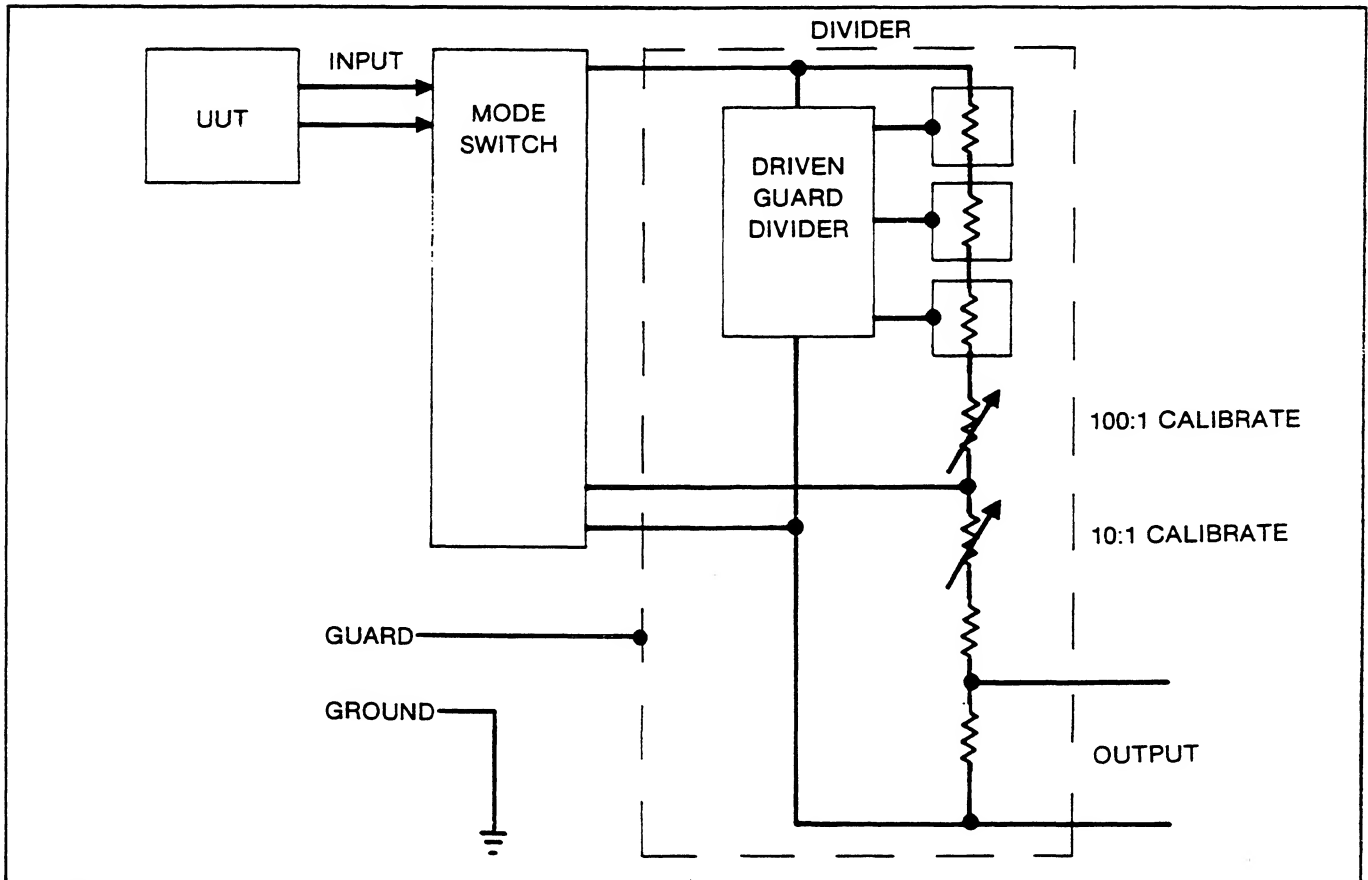 DIVIDER
INPUT
UUT
MODE
SWITCH
DRIVEN
GUARD
DIVIDER
100:1 CALIBRATE
10:1 CALIBRATE
GUARD
GROUND
OUTPUT